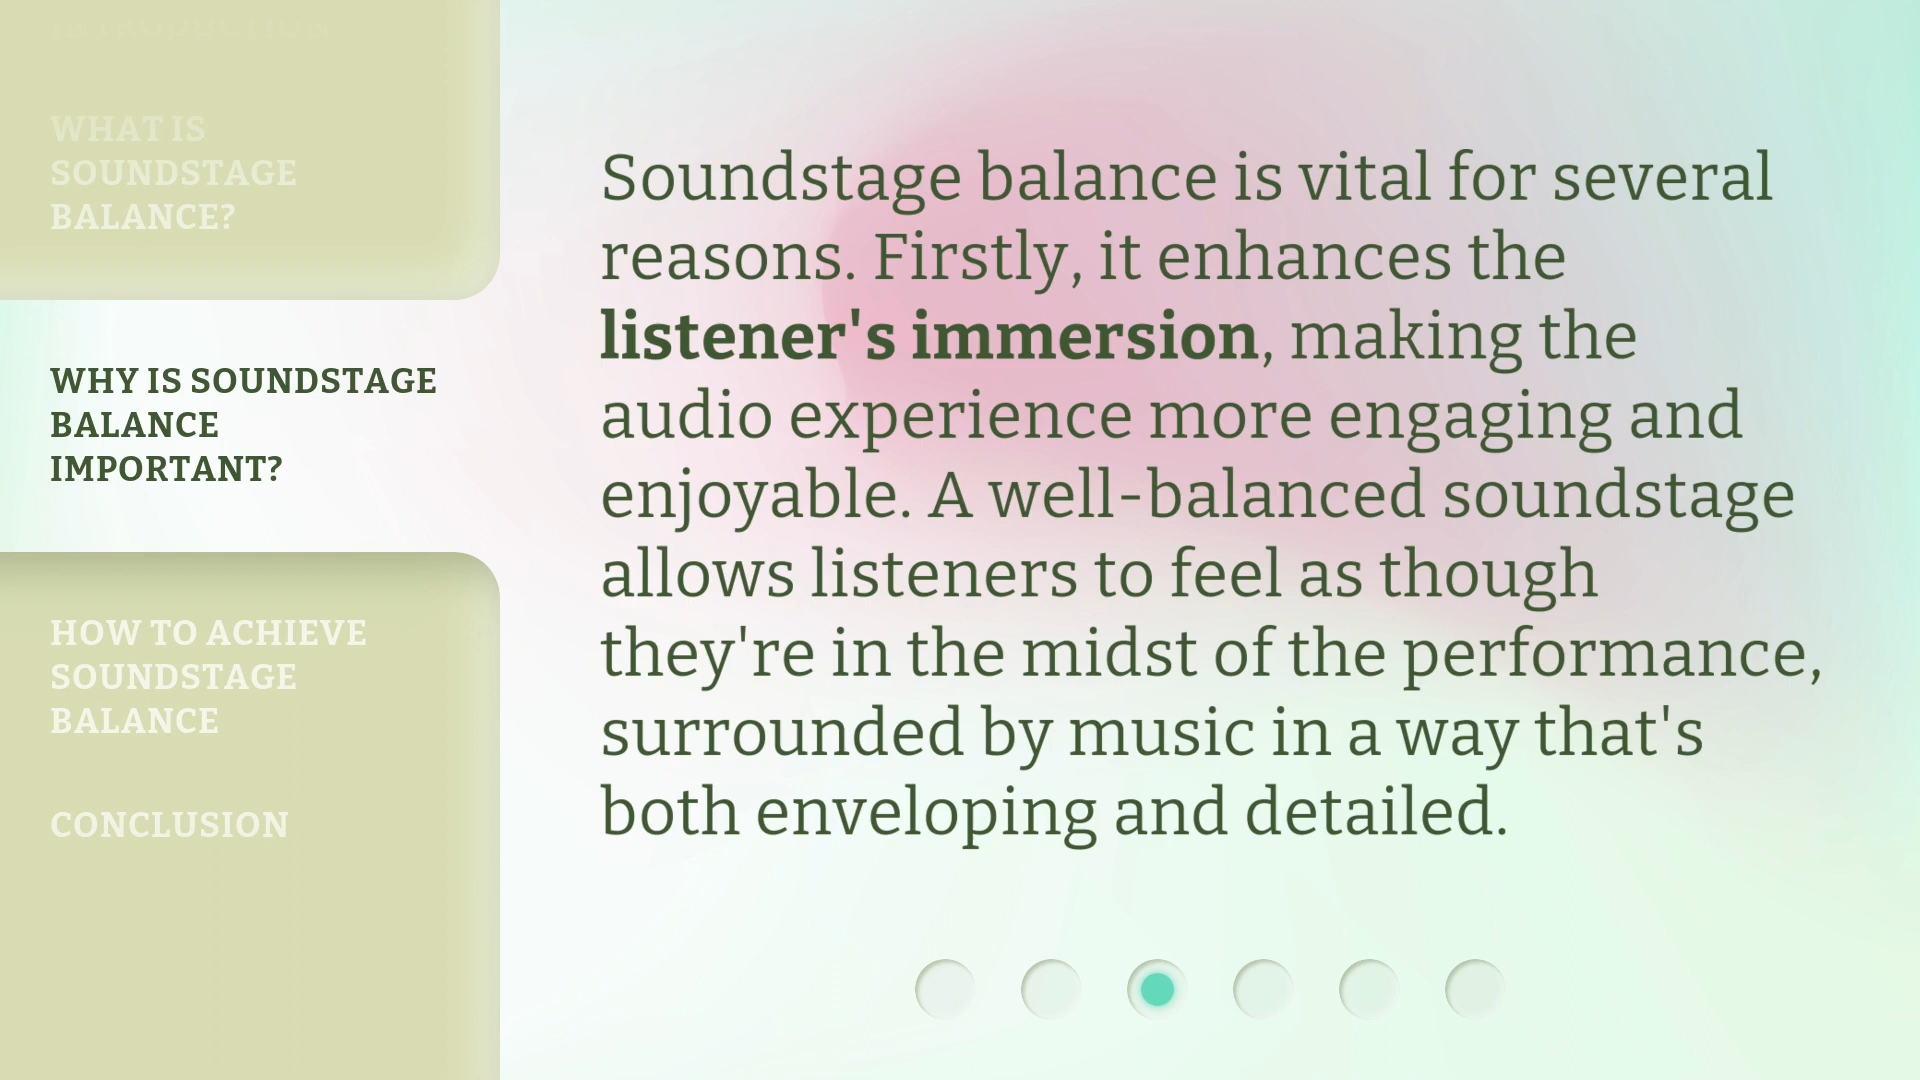 WHAT IS
SOUNDSTAGE
BALANCE?
WHY IS SOUNDSTAGE
BALANCE
IMPORTANT?
HOW TO ACHIEVE
SOUNDSTAGE
BALANCE
CONCLUSION
Soundstage balance is vital for several
reasons. Firstly, it enhances the
listener's immersion, making the
audio experience more engaging and
enjoyable. A well-balanced soundstage
allows listeners to feel as though
they're in the midst of the performance,
surrounded by music in a way that's
both enveloping and detailed.